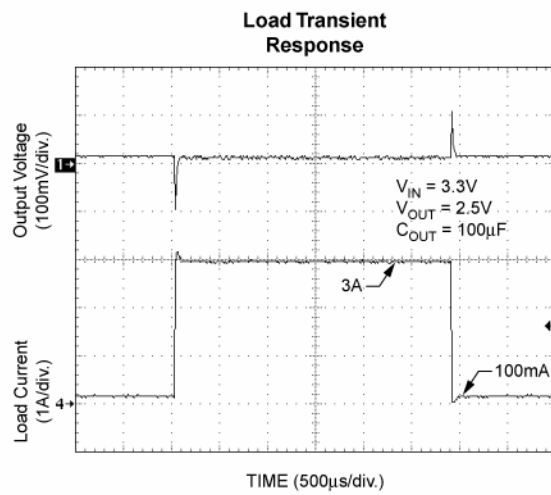 Load Transient
Response
Output Voltage
(100mV/div.)
1
V_IN = 3.3V
V_OUT = 2.5V
C_OUT = 100µF
3A
Load Current
(1A/div.)
4
100mA
TIME (500µs/div.)